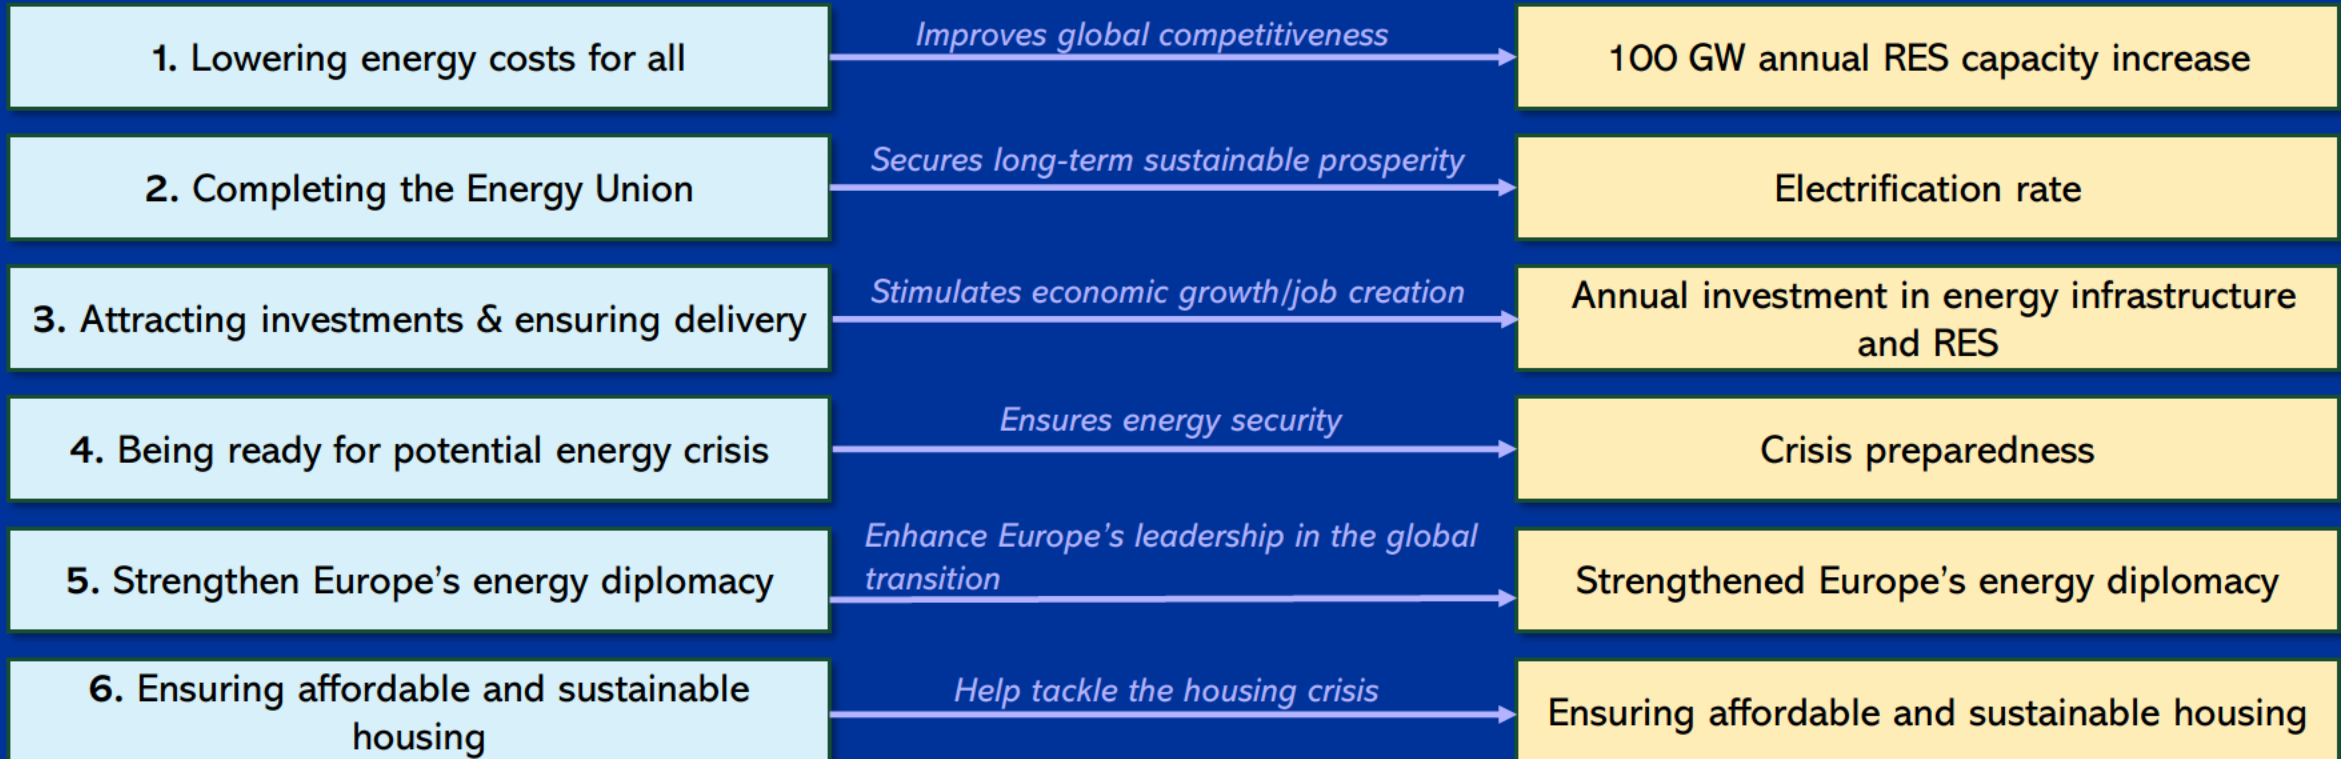 1. Lowering energy costs for all
Improves global competitiveness
100 GW annual RES capacity increase
2. Completing the Energy Union
Secures long-term sustainable prosperity
Electrification rate
3. Attracting investments & ensuring delivery
Stimulates economic growth/job creation
Annual investment in energy infrastructure
and RES
4. Being ready for potential energy crisis
Ensures energy security
Crisis preparedness
5. Strengthen Europe’s energy diplomacy
Enhance Europe’s leadership in the global
transition
Strengthened Europe’s energy diplomacy
6. Ensuring affordable and sustainable
housing
Help tackle the housing crisis
Ensuring affordable and sustainable housing